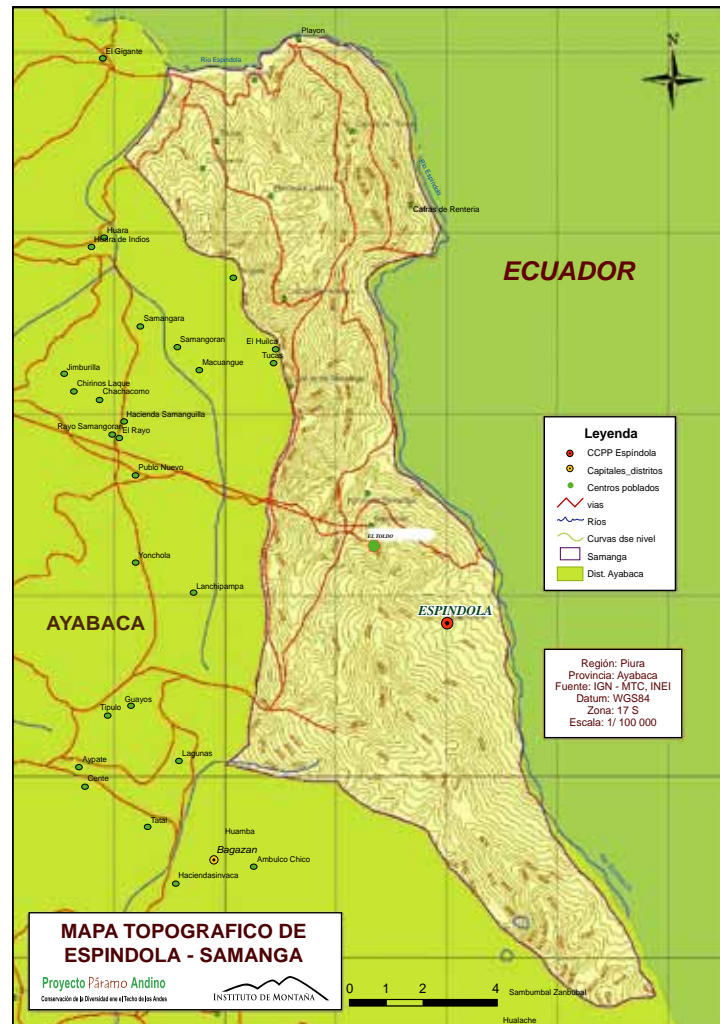 Playon
El Gigante
Río Espindola
N
Río Espindola
Cafras de Renteria
Huara
Huara de Indios
ECUADOR
Samangara
Samangoran
El Huilca
Tucas
Macuangue
Jimburilla
Chirinos Laque
Chachacomo
Hacienda Samanguilla
Rayo Samangoran
El Rayo
Publo Nuevo
Leyenda
CCPP Espíndola
Capitales_distritos
Centros poblados
vias
Ríos
Curvas dse nivel
Samanga
Dist. Ayabaca
EL TOLDO
Yonchola
Lanchipampa
ESPINDOLA
AYABACA
Región: Piura
Provincia: Ayabaca
Fuente: IGN - MTC, INEI
Datum: WGS84
Zona: 17 S
Escala: 1/ 100 000
Guayos
Tipulo
Aypate
Cente
Lagunas
Tatal
Huamba
Bagazan
Ambulco Chico
Haciendasinvaca
MAPA TOPOGRAFICO DE
ESPINDOLA - SAMANGA
Proyecto Páramo Andino
Conservación de la Diversidad ene el Techo de los Andes
INSTITUTO DE MONTAÑA
0 1 2 4
Sambumbal Zanbubal
Hualache